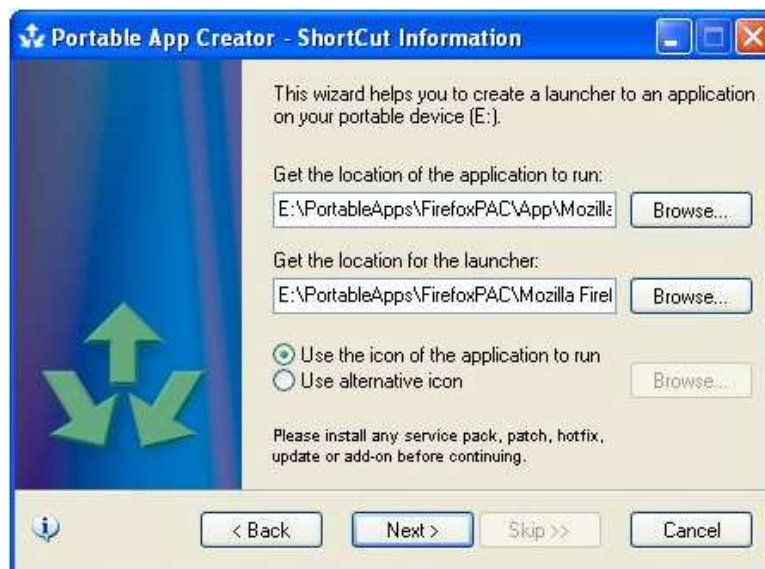 Portable App Creator - ShortCut Information
This wizard helps you to create a launcher to an application
on your portable device (E:).
Get the location of the application to run:
E:\PortableApps\FirefoxPAC\App\Mozilla
Browse...
Get the location for the launcher:
E:\PortableApps\FirefoxPAC\Mozilla Firef
Browse...
Use the icon of the application to run
Use alternative icon
Browse...
Please install any service pack, patch, hotfix,
update or add-on before continuing.
< Back
Next >
Skip >>
Cancel